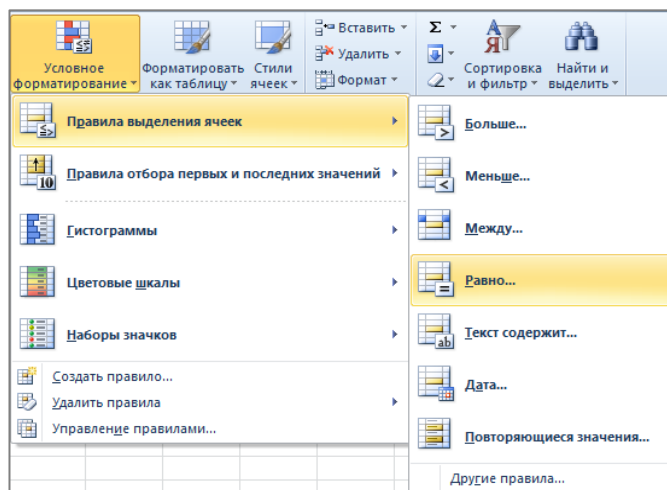 Условное форматирование
Форматировать как таблицу
Стили ячеек
Вставить
Удалить
Формат
Σ
Сортировка и фильтр
Найти и выделить
Правила выделения ячеек
Правила отбора первых и последних значений
Гистограммы
Цветовые шкалы
Наборы значков
Создать правило...
Удалить правила
Управление правилами...
Больше...
Меньше...
Между...
Равно...
Текст содержит...
Дата...
Повторяющиеся значения...
Другие правила...